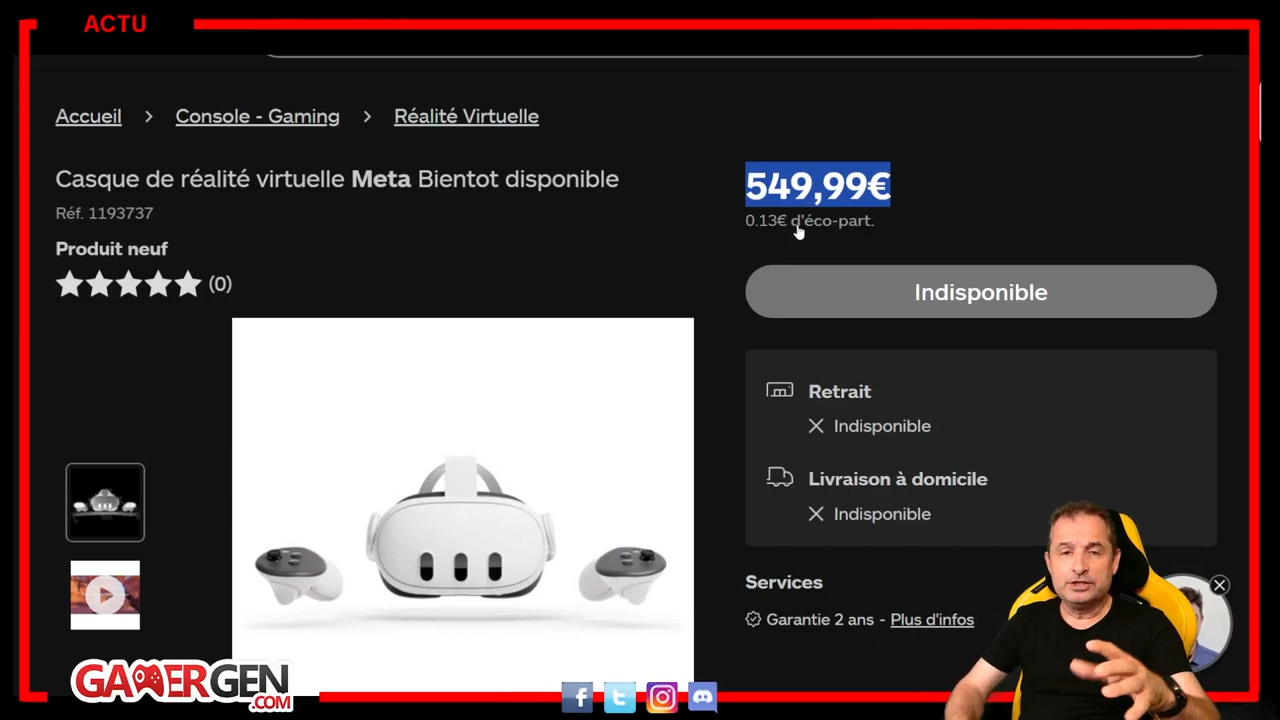 ACTU
Accueil > Console - Gaming > Réalité Virtuelle
Casque de réalité virtuelle Meta Bientot disponible
Réf. 1193737
Produit neuf
(0)
549,99€
0.13€ d'éco-part.
Indisponible
Retrait
Indisponible
Livraison à domicile
Indisponible
Services
Garantie 2 ans - Plus d'infos
GAMERGEN
.COM